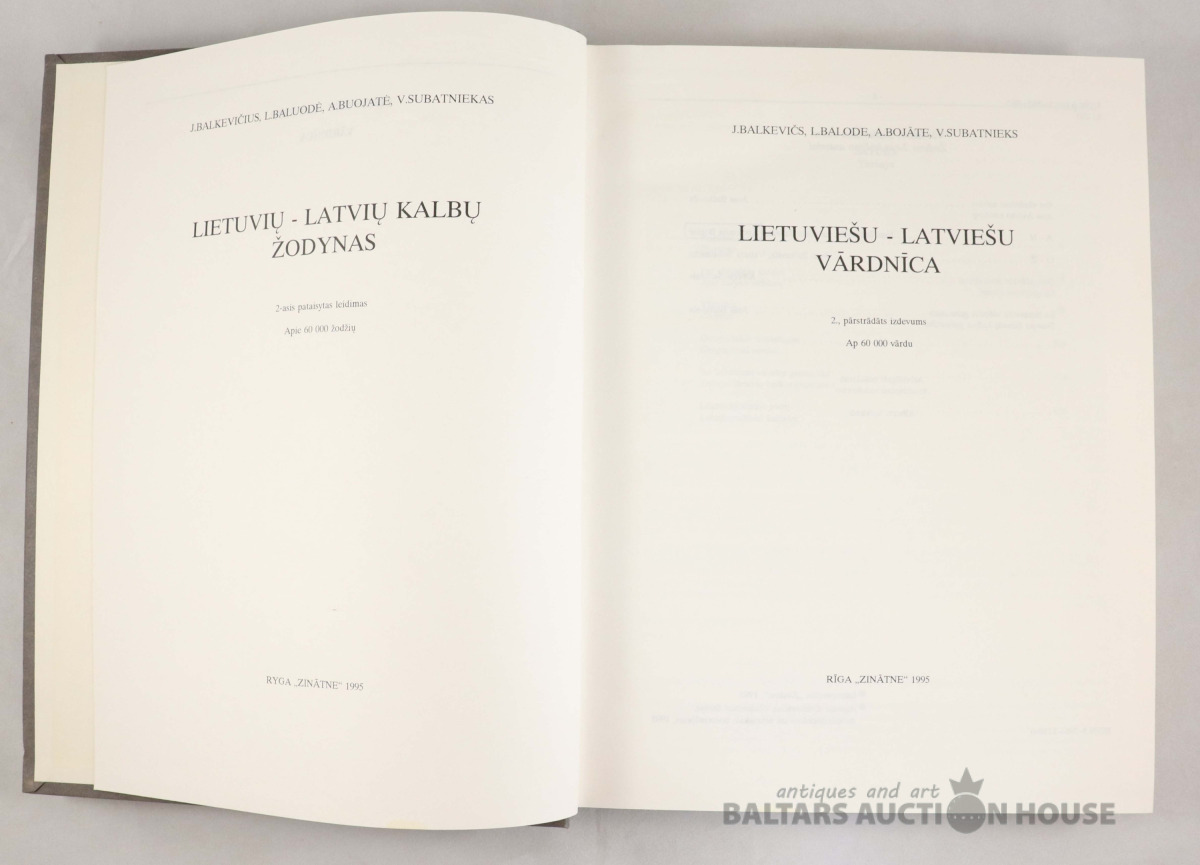 J.BALKEVIČIUS, L.BALUODĖ, A.BUOJATĖ, V.SUBATNIEKAS
LIETUVIŲ - LATVIŲ KALBŲ
ŽODYNAS
2-asis pataisytas leidimas
Apie 60 000 žodžių
RYGA „ZINĀTNE“ 1995
J.BALKEVIČS, L.BALODE, A.BOJĀTE, V.SUBATNIEKS
LIETUVIEŠU - LATVIEŠU
VĀRDNĪCA
2., pārstrādāts izdevums
Ap 60 000 vārdu
RĪGA „ZINĀTNE“ 1995
antiques and art
BALTARS AUCTION HOUSE